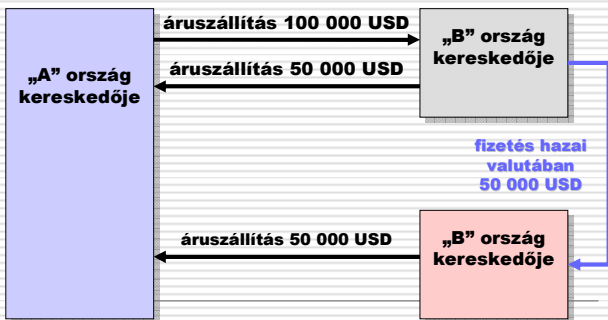 áruszállítás 100 000 USD
„B” ország
kereskedője
áruszállítás 50 000 USD
„A” ország
kereskedője
fizetés hazai
valutában
50 000 USD
áruszállítás 50 000 USD
„B” ország
kereskedője